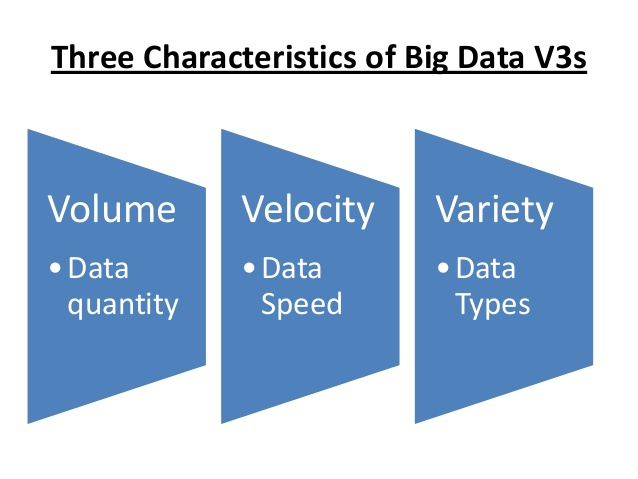 Three Characteristics of Big Data V3s
Volume
• Data
quantity
Velocity
• Data
Speed
Variety
• Data
Types